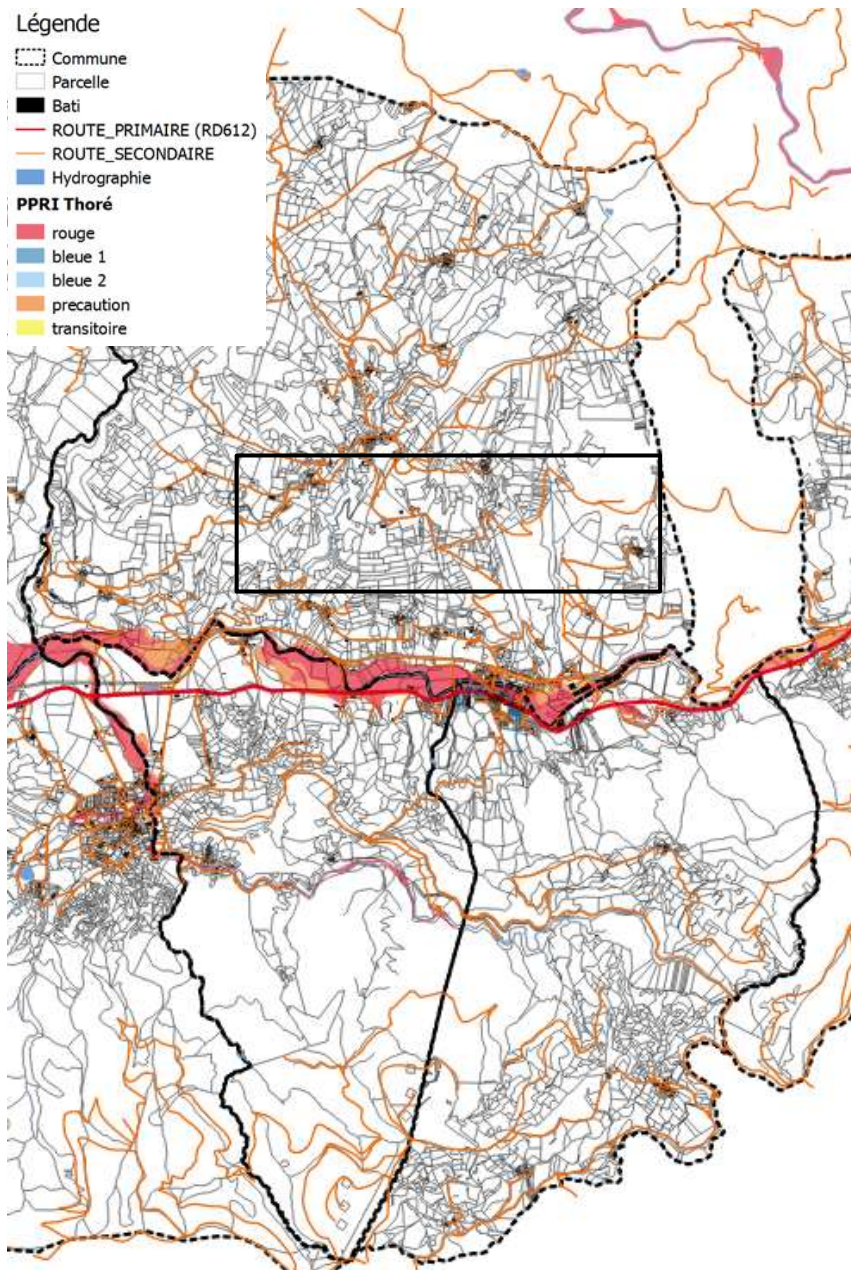 Légende
Commune
Parcelle
Bati
ROUTE_PRIMAIRE (RD612)
ROUTE_SECONDAIRE
Hydrographie
PPRI Thoré
rouge
bleue 1
bleue 2
precaution
transitoire